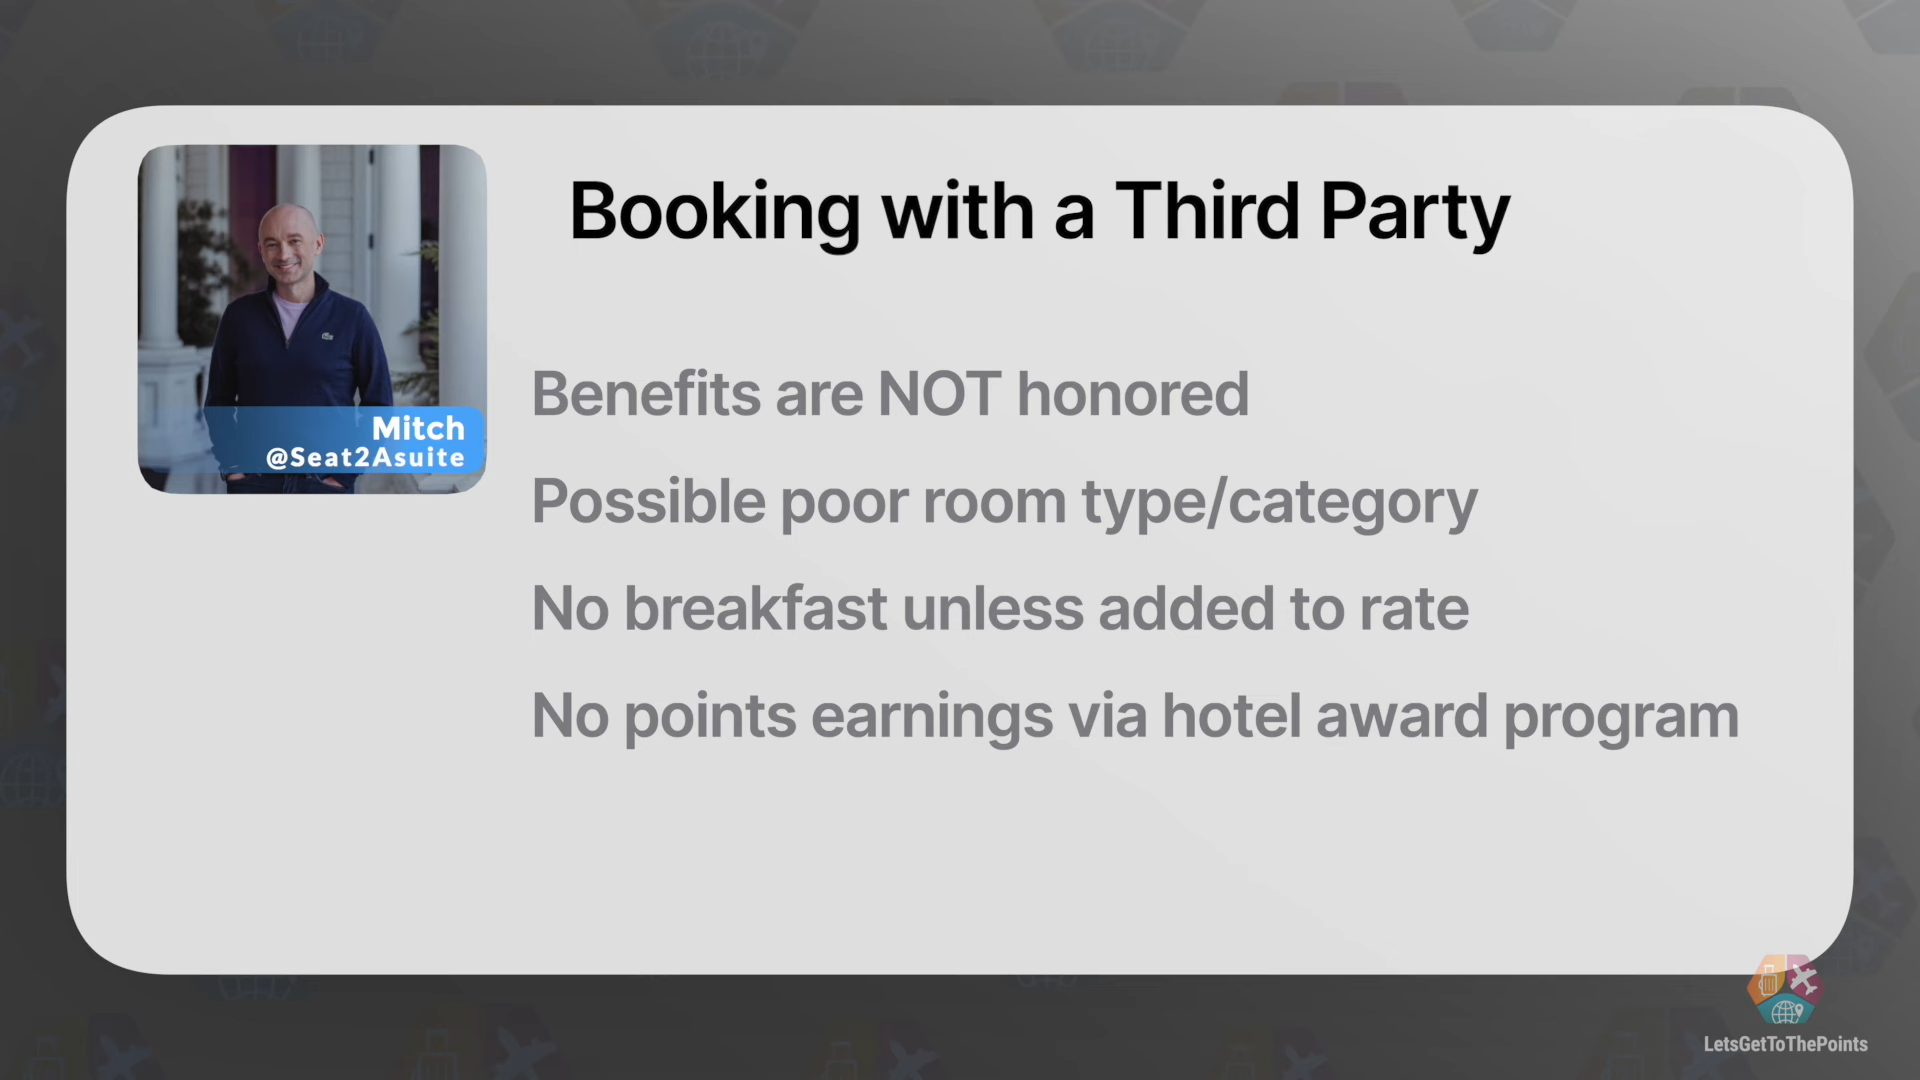 Booking with a Third Party
Mitch
@Seat2Asuite
Benefits are NOT honored
Possible poor room type/category
No breakfast unless added to rate
No points earnings via hotel award program
LetsGetToThePoints